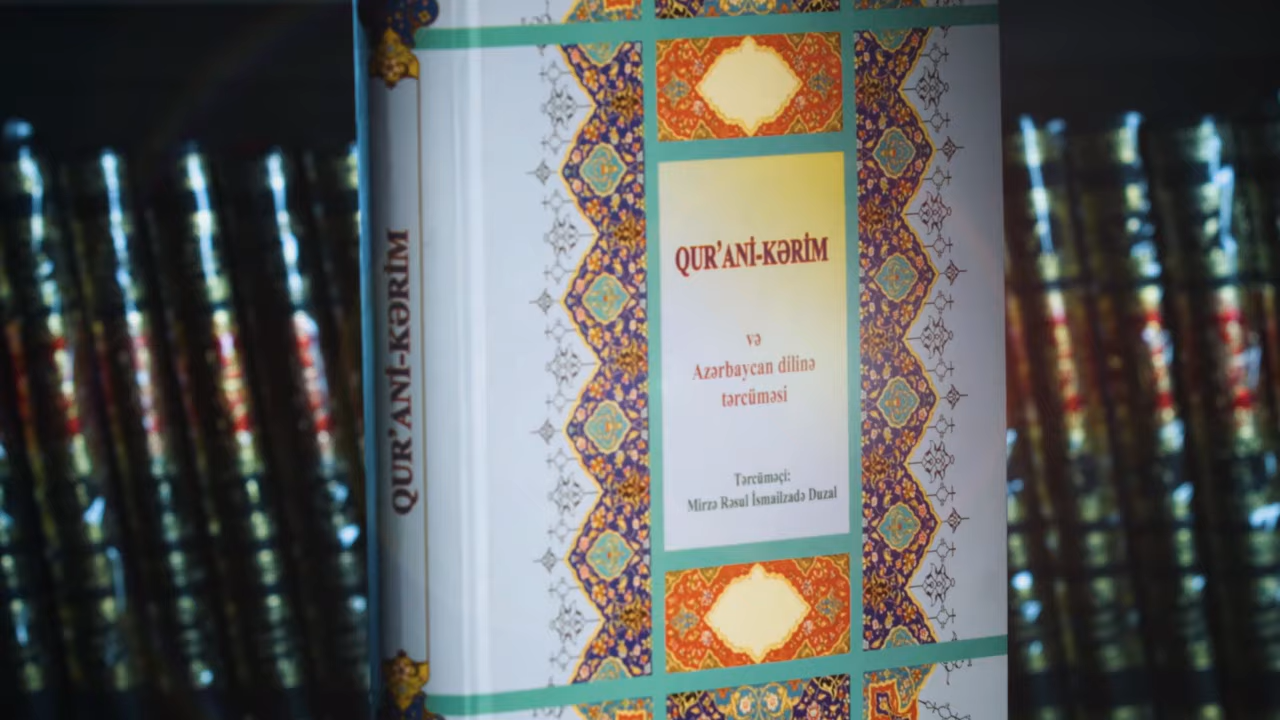 QUR'ANİ-KƏRİM
QUR'ANİ-KƏRİM
və
Azərbaycan dilinə
tərcüməsi
Tərcüməçi:
Mirzə Rəsul İsmailzadə Duzal